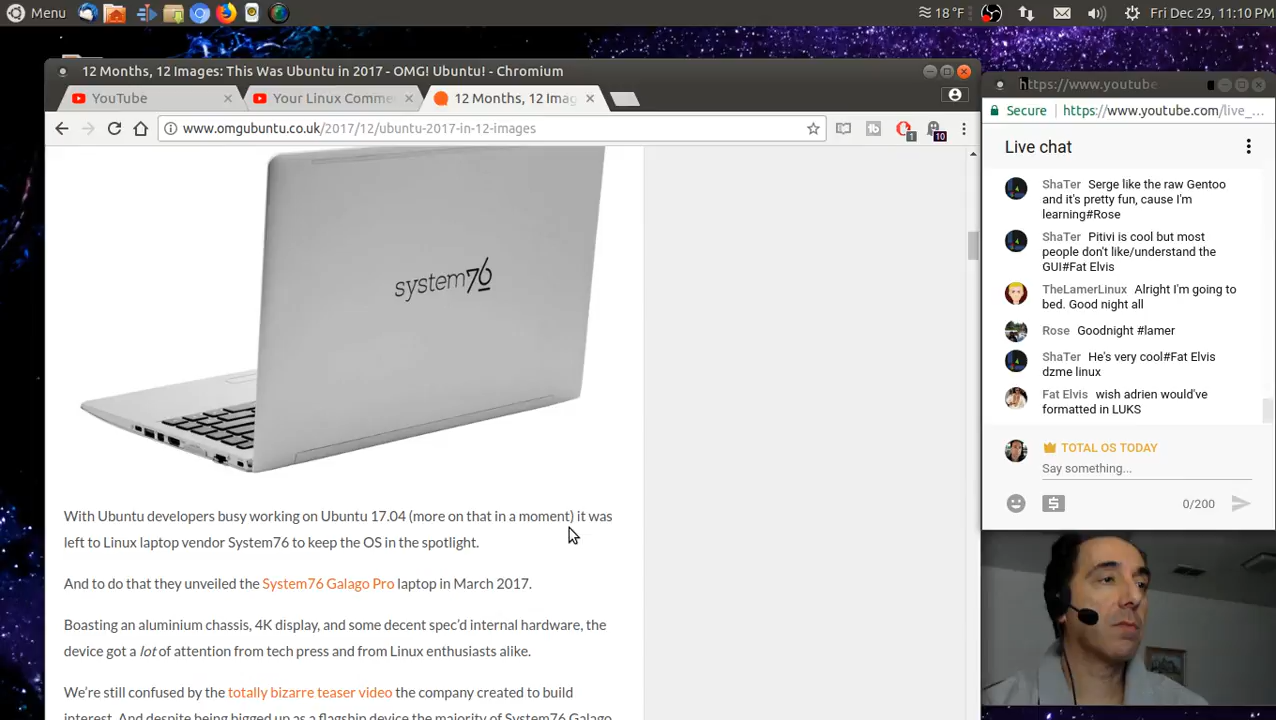 Menu
18 °F
Fri Dec 29, 11:10 PM
12 Months, 12 Images: This Was Ubuntu in 2017 - OMG! Ubuntu! - Chromium
YouTube
Your Linux Comme
12 Months, 12 Imag
www.omgubuntu.co.uk/2017/12/ubuntu-2017-in-12-images
1
10
system76
With Ubuntu developers busy working on Ubuntu 17.04 (more on that in a moment) it was
left to Linux laptop vendor System76 to keep the OS in the spotlight.
And to do that they unveiled the System76 Galago Pro laptop in March 2017.
Boasting an aluminium chassis, 4K display, and some decent spec'd internal hardware, the
device got a lot of attention from tech press and from Linux enthusiasts alike.
We're still confused by the totally bizarre teaser video the company created to build
interest. And despite being bigged up as a flagship device the majority of System76 Galago
https://www.youtube
Secure
https://www.youtube.com/live_...
Live chat
ShaTer Serge like the raw Gentoo
and it's pretty fun, cause I'm
learning#Rose
ShaTer Pitivi is cool but most
people don't like/understand the
GUI#Fat Elvis
TheLamerLinux Alright I'm going to
bed. Good night all
Rose Goodnight #lamer
ShaTer He's very cool#Fat Elvis
dzme linux
Fat Elvis wish adrien would've
formatted in LUKS
TOTAL OS TODAY
Say something...
0/200